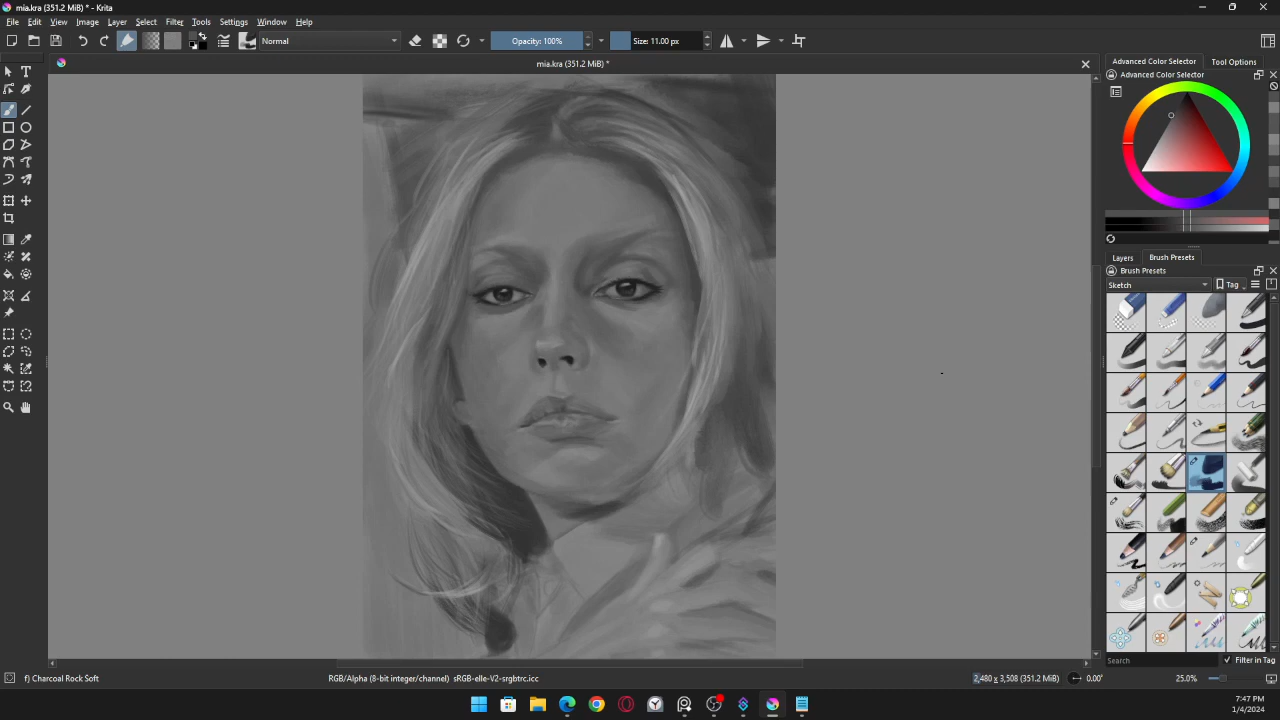 mia.kra (351.2 MiB) * - Krita
File Edit View Image Layer Select Filter Tools Settings Window Help
Normal
Opacity: 100%
Size: 11.00 px
mia.kra (351.2 MiB) *
Advanced Color Selector
Tool Options
Advanced Color Selector
Layers
Brush Presets
Brush Presets
Sketch
Tag
Search
Filter in Tag
f) Charcoal Rock Soft
RGB/Alpha (8-bit integer/channel) sRGB-elle-V2-srgbtrc.icc
2,480 x 3,508 (351.2 MiB)
0.00°
25.0%
7:47 PM
1/4/2024